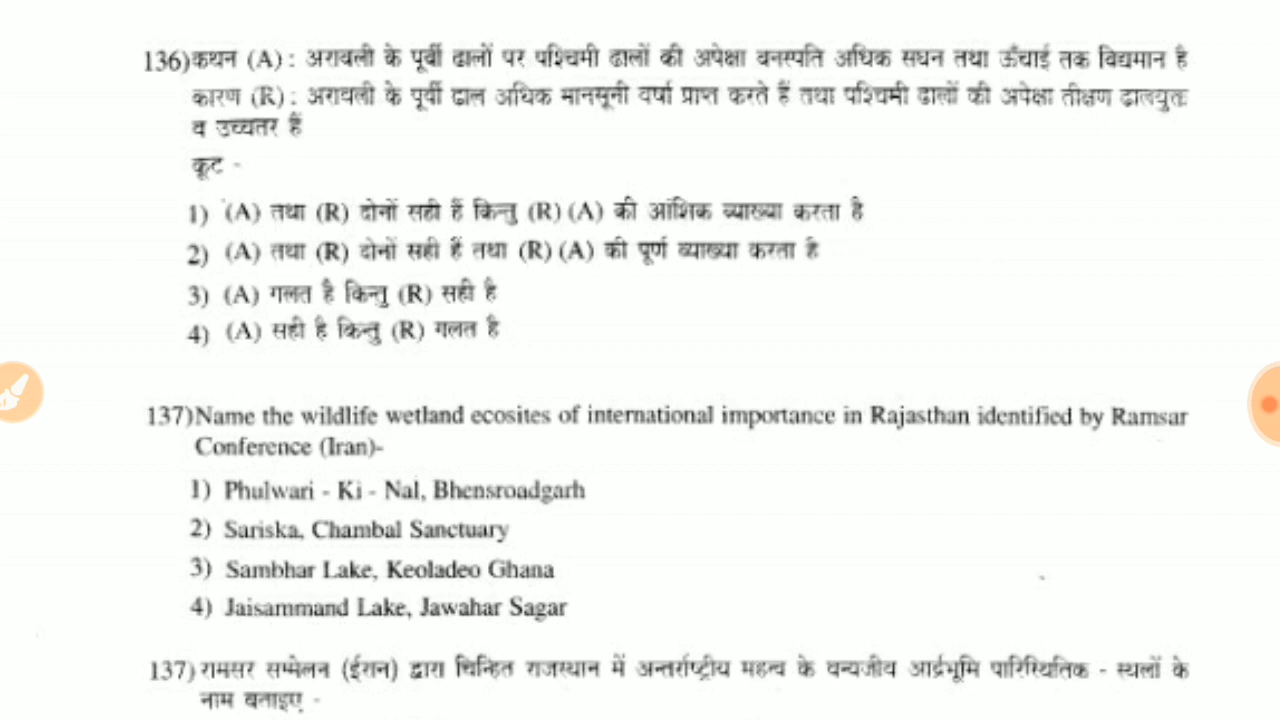 136)कथन (A) : अरावली के पूर्वी ढालों पर पश्चिमी ढालों की अपेक्षा वनस्पति अधिक सघन तथा ऊँचाई तक विद्यमान है
कारण (R) : अरावली के पूर्वी ढाल अधिक मानसूनी वर्षा प्राप्त करते हैं तथा पश्चिमी ढालों की अपेक्षा तीक्षण ढालयुक्त
व उच्चतर हैं
कूट -
1) (A) तथा (R) दोनों सही हैं किन्तु (R) (A) की आंशिक व्याख्या करता है
2) (A) तथा (R) दोनों सही हैं तथा (R) (A) की पूर्ण व्याख्या करता है
3) (A) गलत है किन्तु (R) सही है
4) (A) सही है किन्तु (R) गलत है
137)Name the wildlife wetland ecosites of international importance in Rajasthan identified by Ramsar
Conference (Iran)-
1) Phulwari - Ki - Nal, Bhensroadgarh
2) Sariska, Chambal Sanctuary
3) Sambhar Lake, Keoladeo Ghana
4) Jaisammand Lake, Jawahar Sagar
137) रामसर सम्मेलन (ईरान) द्वारा चिन्हित राजस्थान में अन्तर्राष्ट्रीय महत्व के वन्यजीव आर्द्रभूमि पारिस्थितिक - स्थलों के
नाम बताइए -